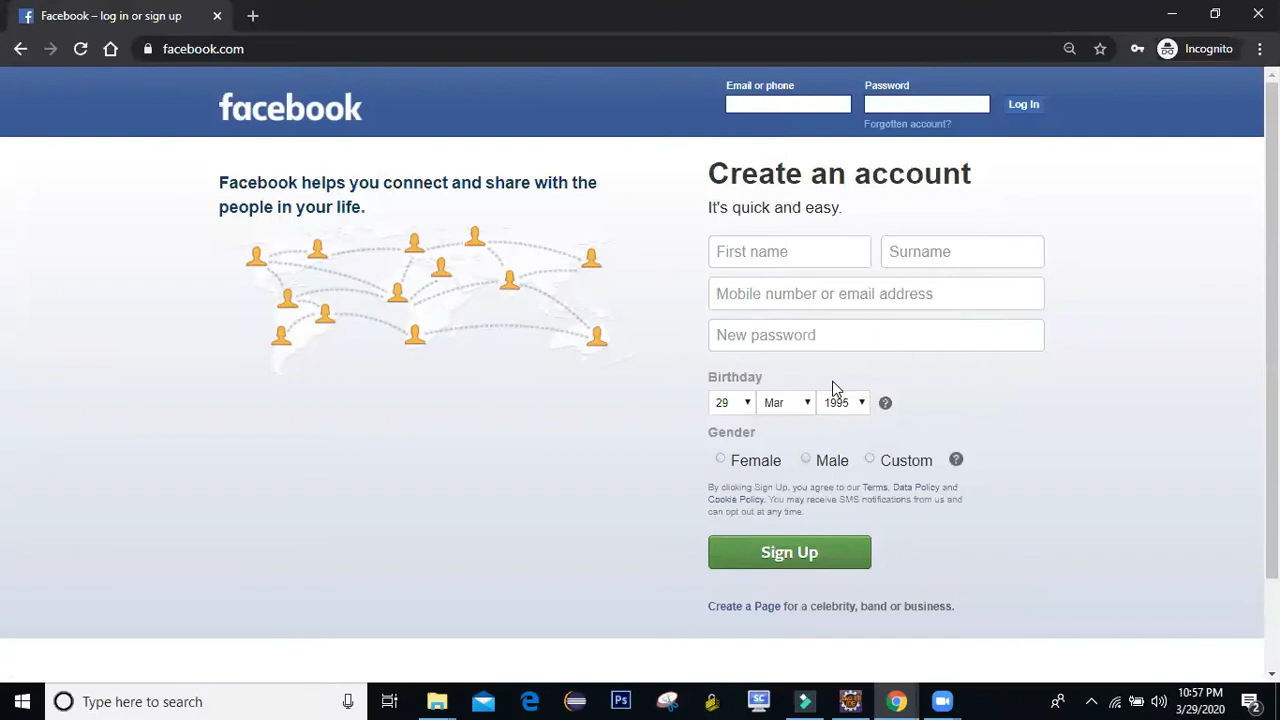 Facebook – log in or sign up
facebook.com
Incognito
facebook
Email or phone
Password
Log In
Forgotten account?
Facebook helps you connect and share with the
people in your life.
Create an account
It's quick and easy.
First name
Surname
Mobile number or email address
New password
Birthday
29
Mar
1995
Gender
Female
Male
Custom
By clicking Sign Up, you agree to our Terms, Data Policy and
Cookie Policy. You may receive SMS notifications from us and
can opt out at any time.
Sign Up
Create a Page for a celebrity, band or business.
Type here to search
Ps
SC
10:57 PM
3/29/2020
2